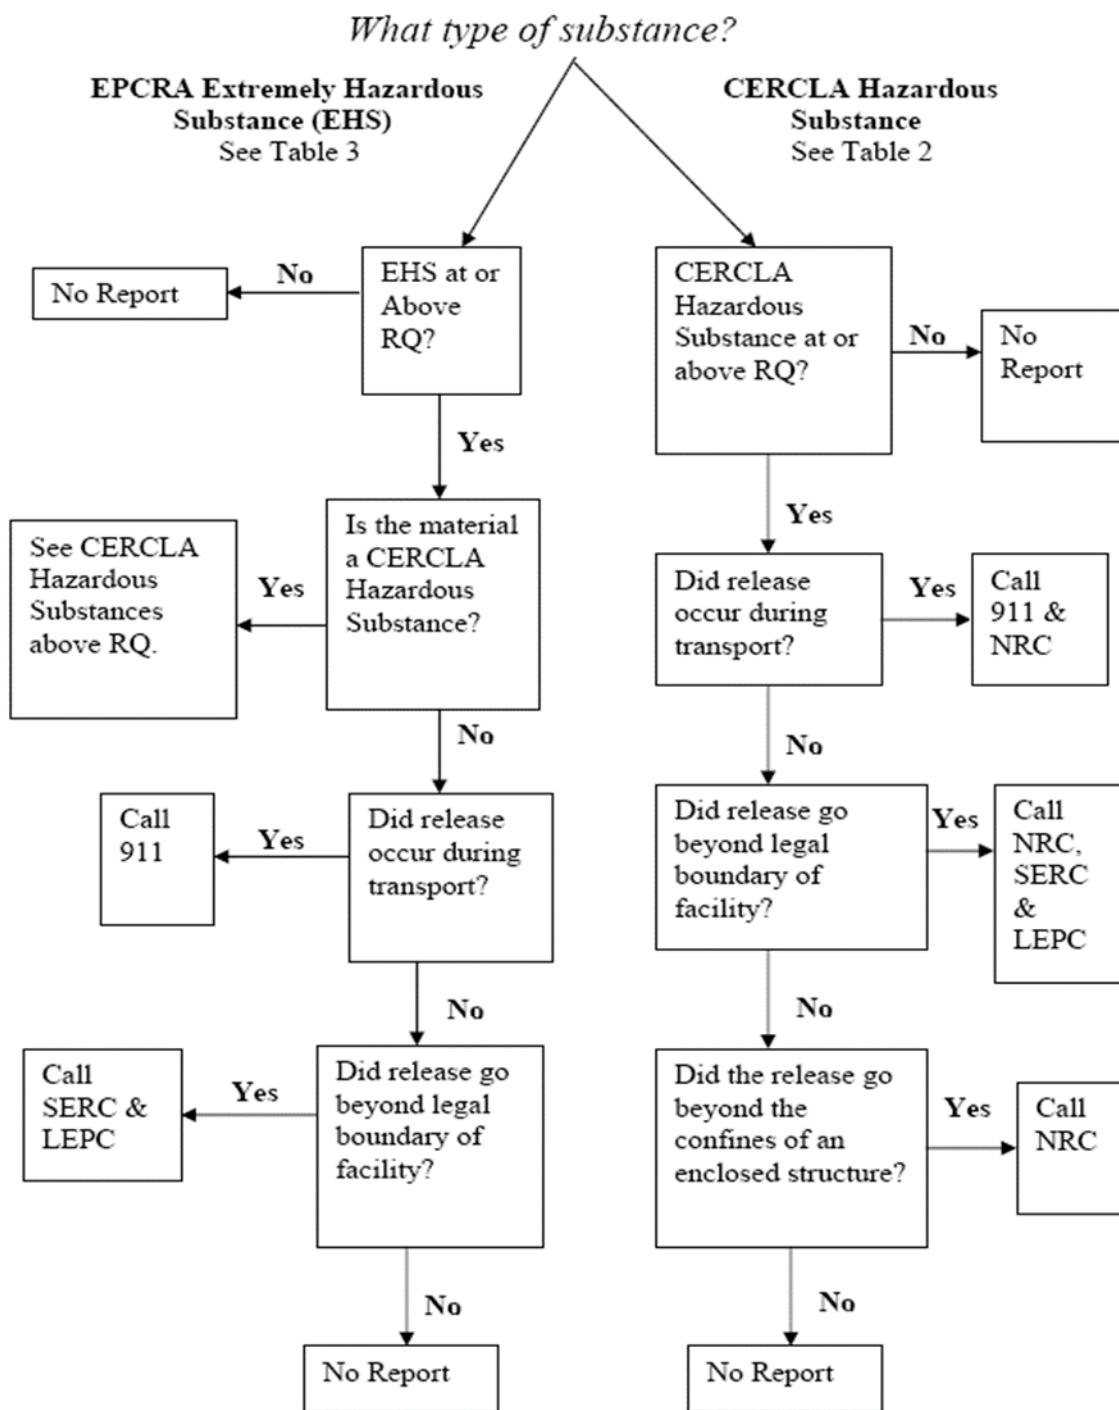 What type of substance?
EPCRA Extremely Hazardous
Substance (EHS)
See Table 3
CERCLA Hazardous
Substance
See Table 2
No Report
No
EHS at or
Above
RQ?
CERCLA
Hazardous
Substance at or
above RQ?
No
No
Report
Yes
Yes
See CERCLA
Hazardous
Substances
above RQ.
Yes
Is the material
a CERCLA
Hazardous
Substance?
Did release
occur during
transport?
Yes
Call
911 &
NRC
No
No
Call
911
Yes
Did release
occur during
transport?
Did release go
beyond legal
boundary of
facility?
Yes
Call
NRC,
SERC
&
LEPC
No
No
Call
SERC &
LEPC
Yes
Did release go
beyond legal
boundary of
facility?
Did the release go
beyond the
confines of an
enclosed structure?
Yes
Call
NRC
No
No
No Report
No Report